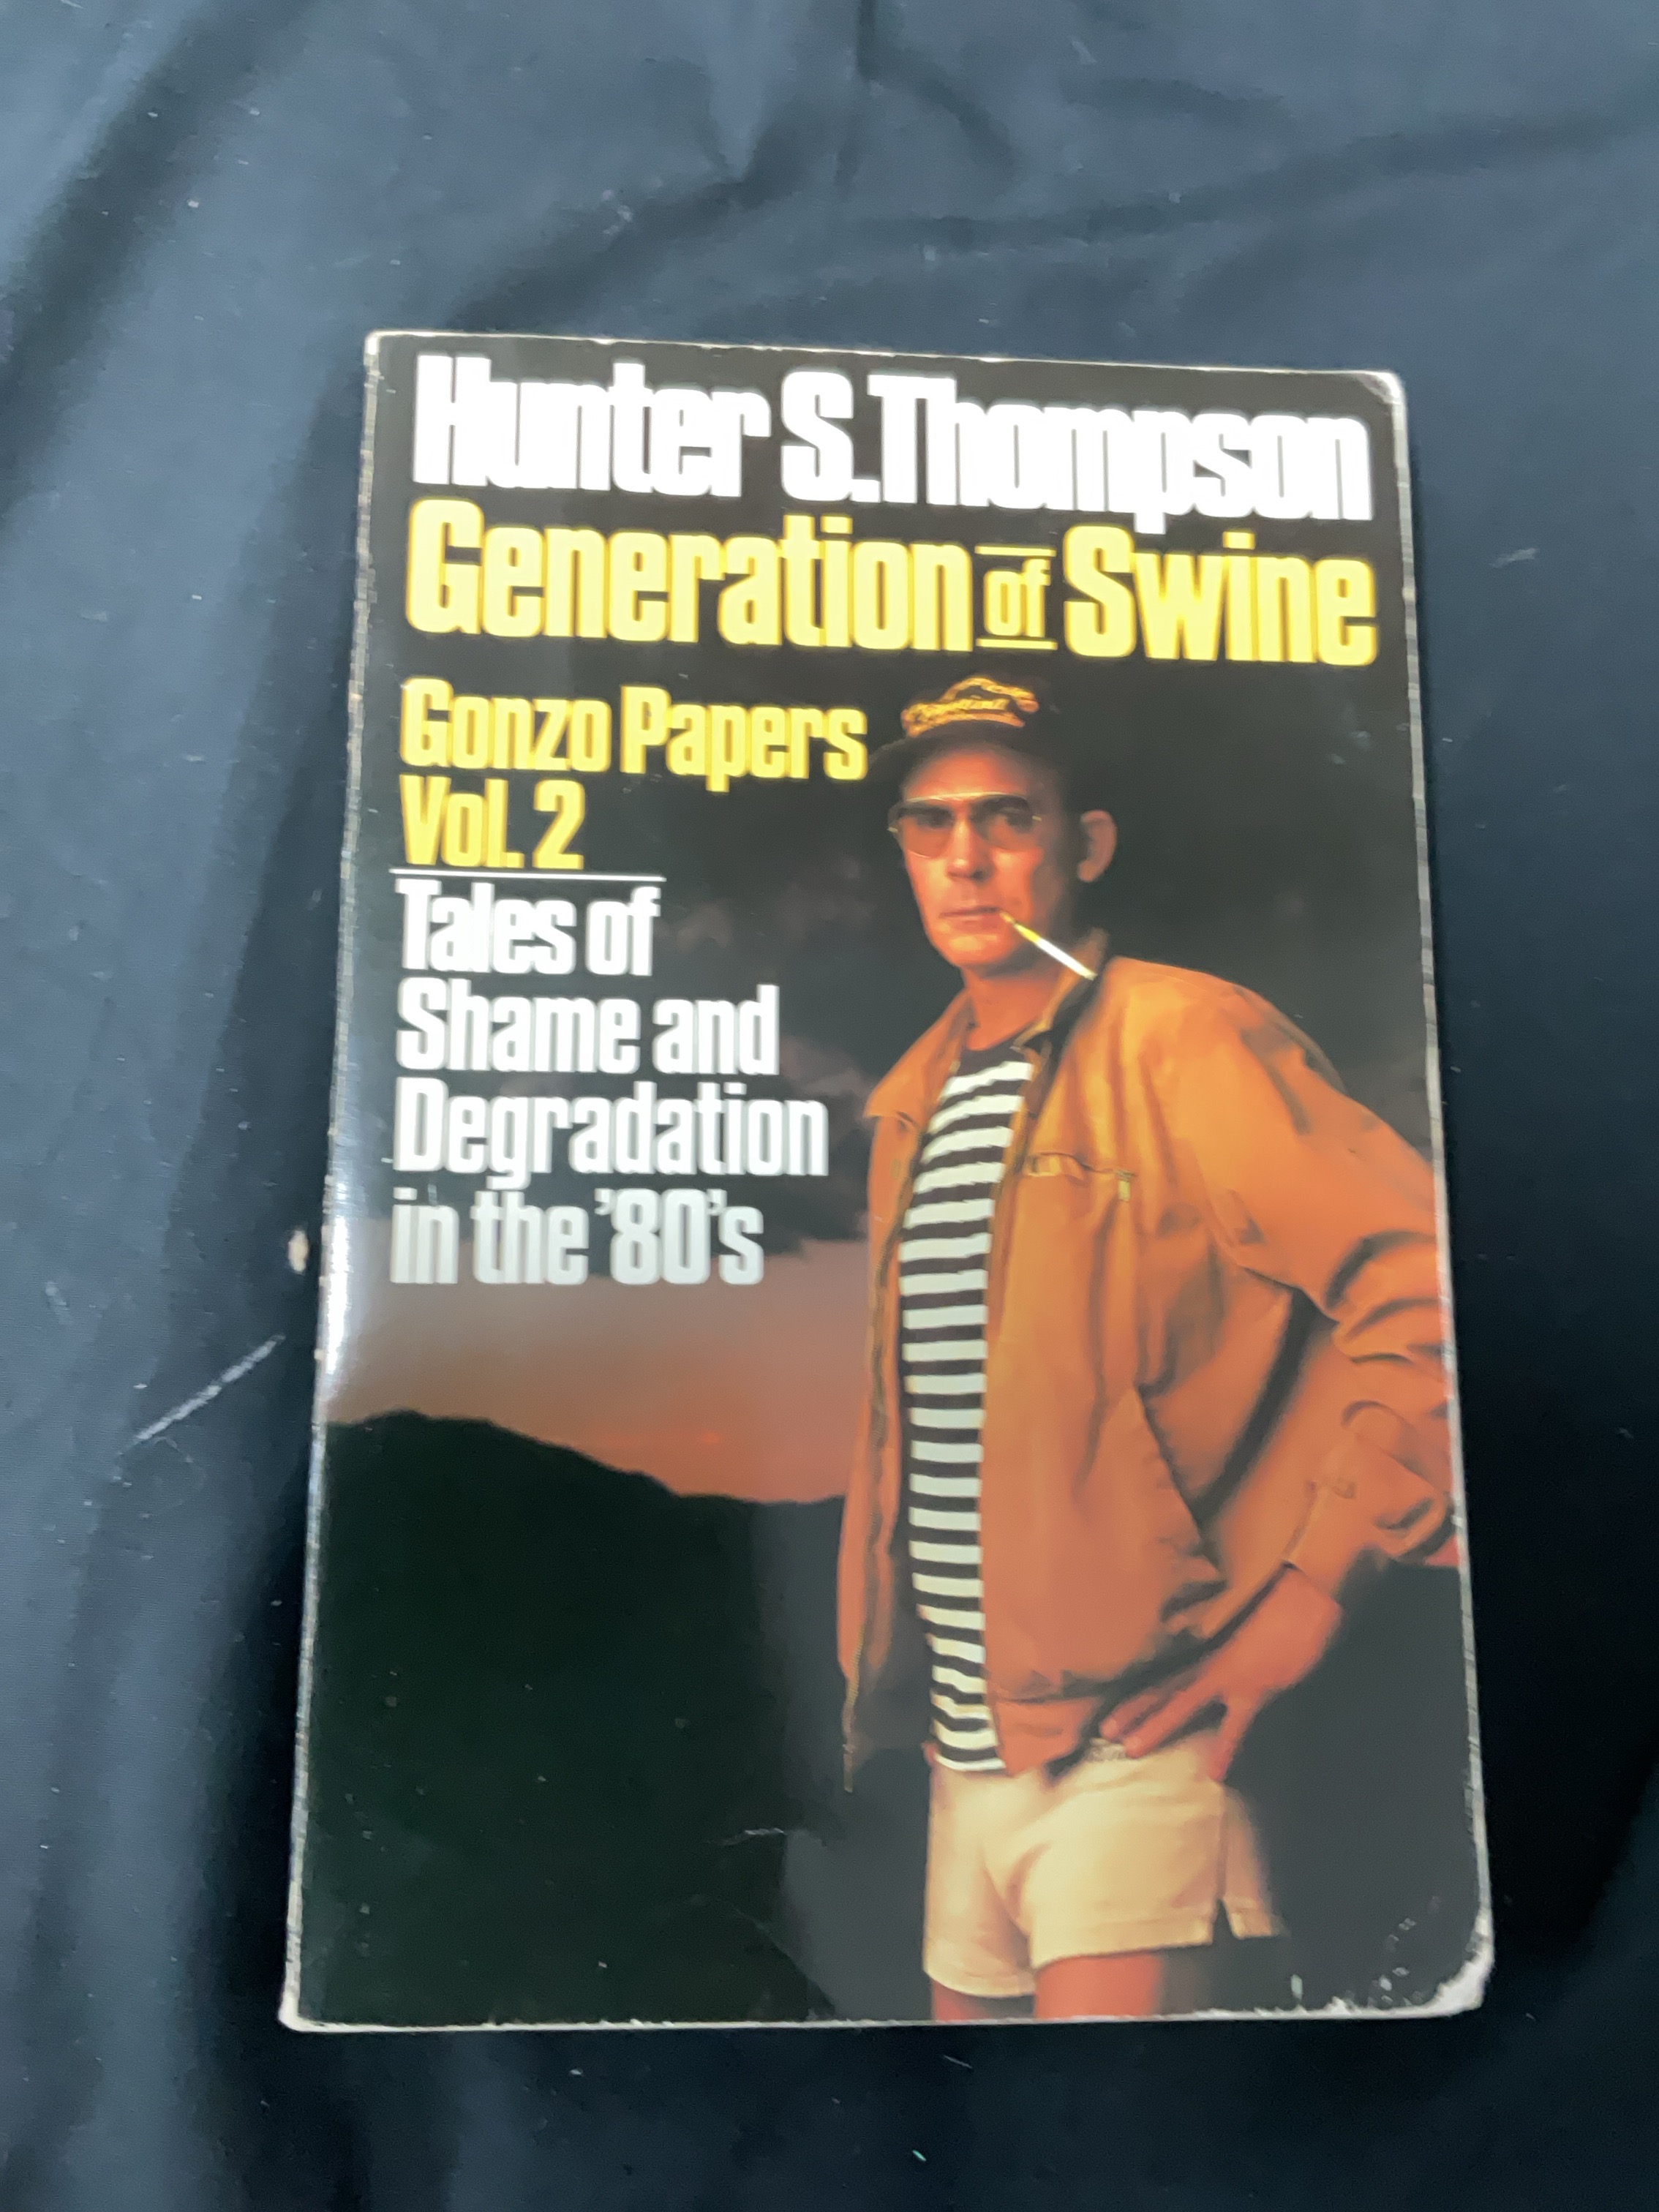 Hunter S. Thompson
Generation of Swine
Gonzo Papers
Vol. 2
Tales of
Shame and
Degradation
in the '80's